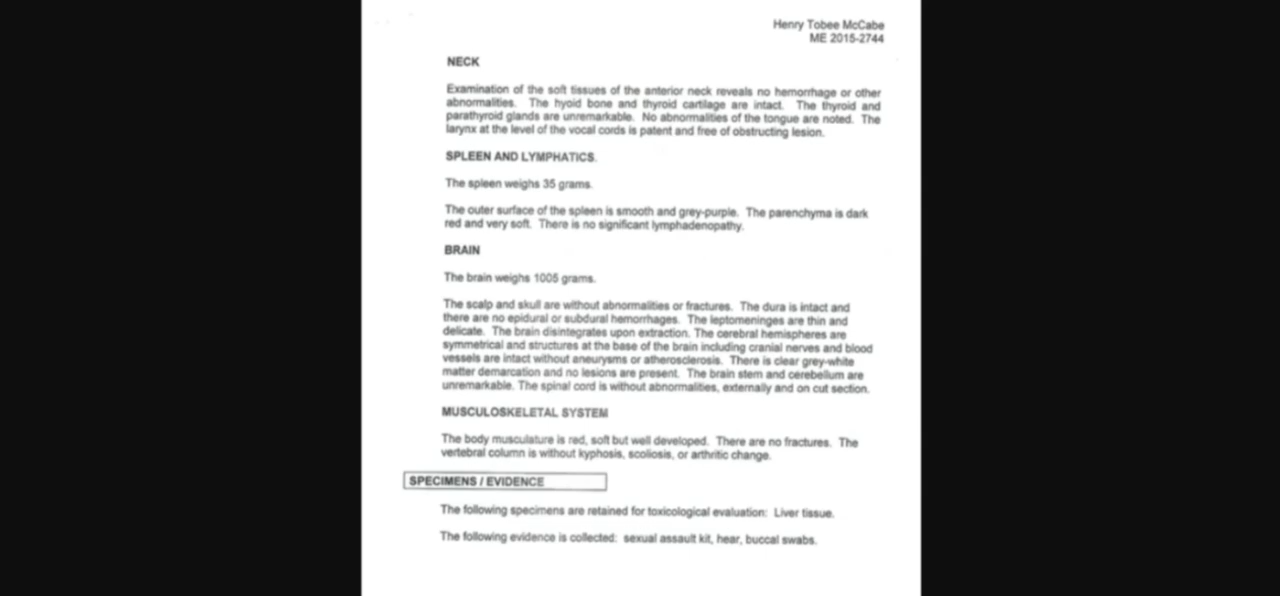 Henry Tobee McCabe
ME 2015-2744
NECK
Examination of the soft tissues of the anterior neck reveals no hemorrhage or other
abnormalities. The hyoid bone and thyroid cartilage are intact. The thyroid and
parathyroid glands are unremarkable. No abnormalities of the tongue are noted. The
larynx at the level of the vocal cords is patent and free of obstructing lesion.
SPLEEN AND LYMPHATICS.
The spleen weighs 35 grams.
The outer surface of the spleen is smooth and grey-purple. The parenchyma is dark
red and very soft. There is no significant lymphadenopathy.
BRAIN
The brain weighs 1005 grams.
The scalp and skull are without abnormalities or fractures. The dura is intact and
there are no epidural or subdural hemorrhages. The leptomeninges are thin and
delicate. The brain disintegrates upon extraction. The cerebral hemispheres are
symmetrical and structures at the base of the brain including cranial nerves and blood
vessels are intact without aneurysms or atherosclerosis. There is clear grey-white
matter demarcation and no lesions are present. The brain stem and cerebellum are
unremarkable. The spinal cord is without abnormalities, externally and on cut section.
MUSCULOSKELETAL SYSTEM
The body musculature is red, soft but well developed. There are no fractures. The
vertebral column is without kyphosis, scoliosis, or arthritic change.
SPECIMENS / EVIDENCE
The following specimens are retained for toxicological evaluation: Liver tissue.
The following evidence is collected: sexual assault kit, hear, buccal swabs.